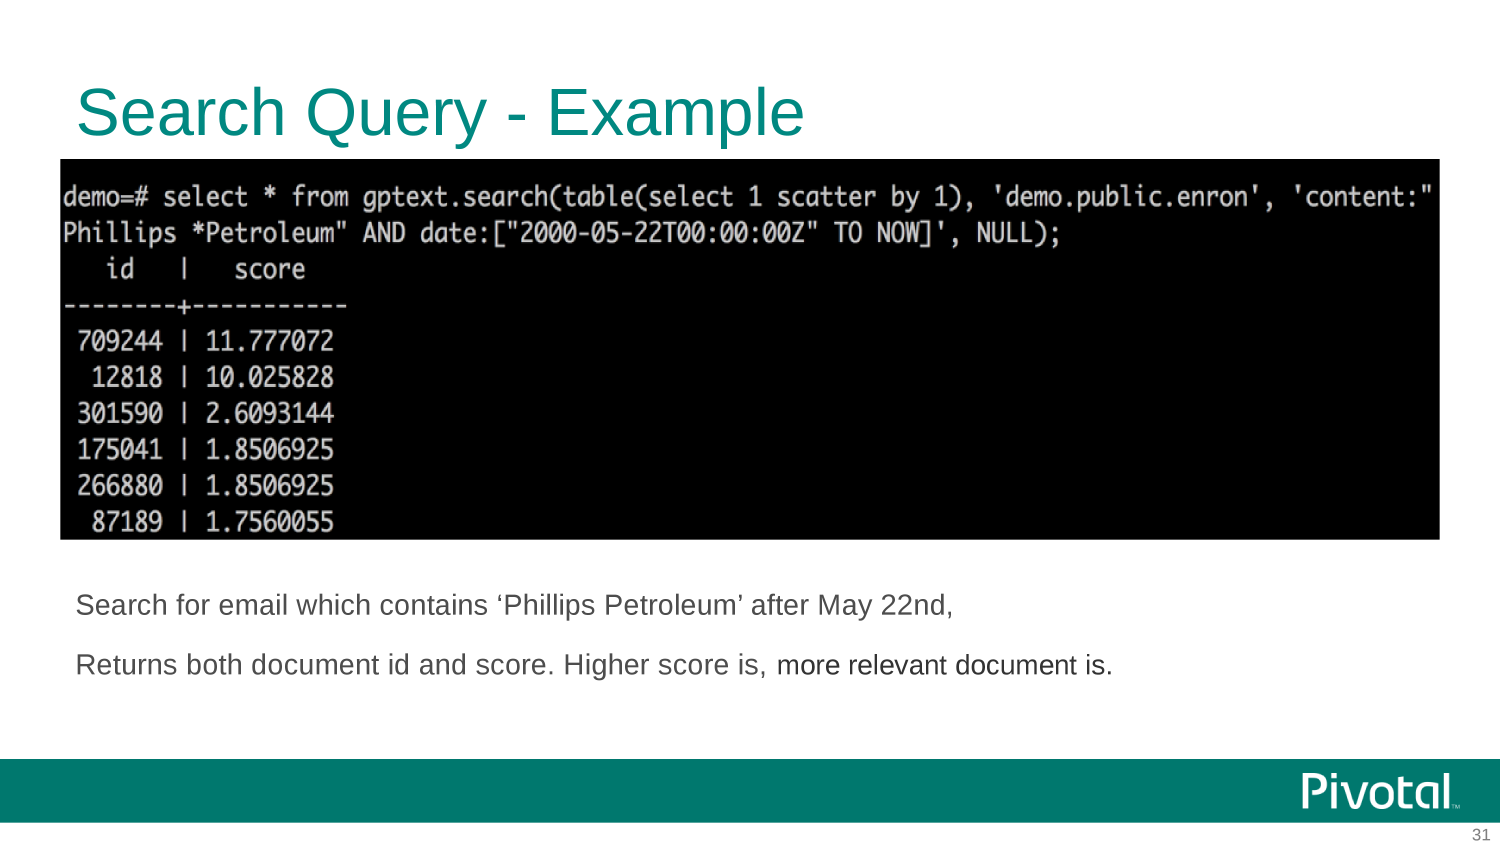 Search Query - Example
demo=# select * from gptext.search(table(select 1 scatter by 1), 'demo.public.enron', 'content:"
Phillips *Petroleum" AND date:["2000-05-22T00:00:00Z" TO NOW]', NULL);
id | score
--------+-----------
709244 | 11.777072
12818 | 10.025828
301590 | 2.6093144
175041 | 1.8506925
266880 | 1.8506925
87189 | 1.7560055
Search for email which contains ‘Phillips Petroleum’ after May 22nd,
Returns both document id and score. Higher score is, more relevant document is.
Pivotal™
31